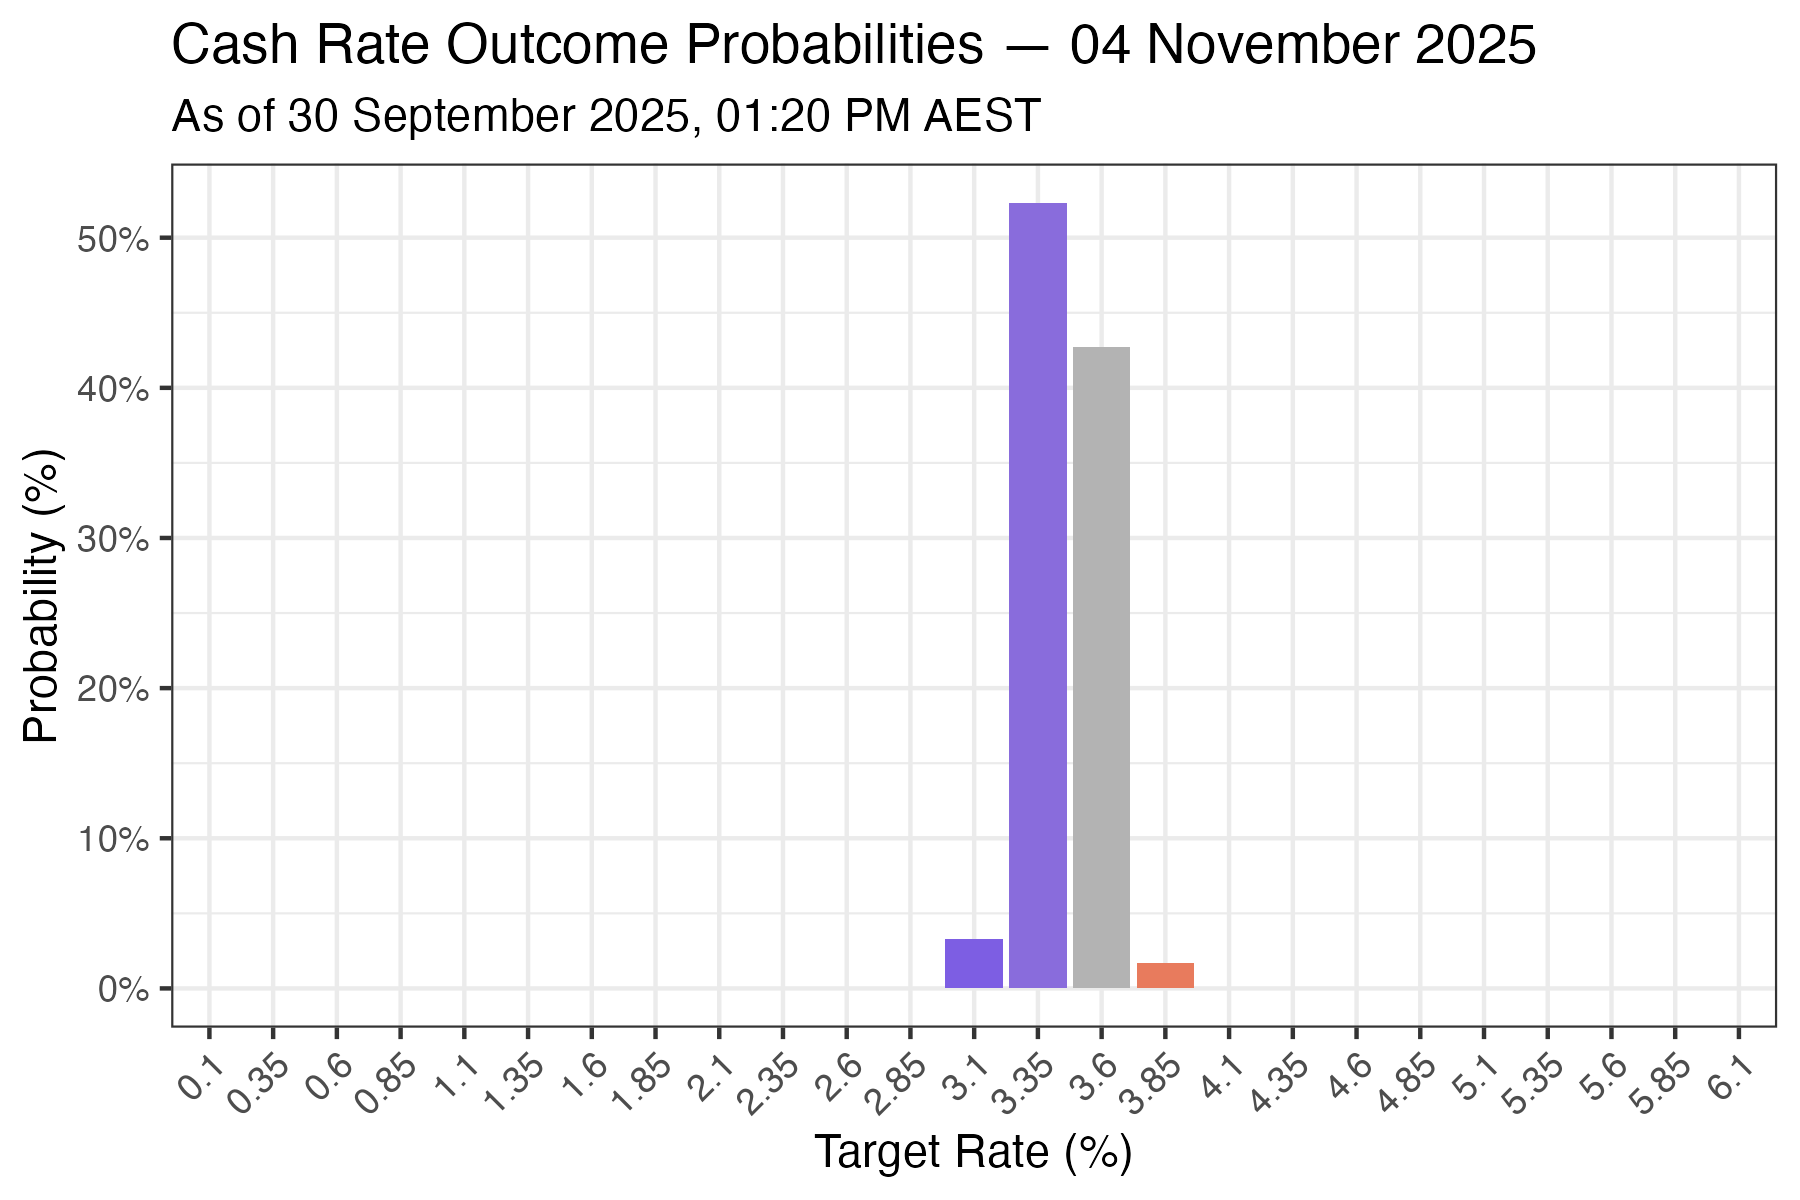 Cash Rate Outcome Probabilities — 04 November 2025
As of 30 September 2025, 01:20 PM AEST
Probability (%)
50%
40%
30%
20%
10%
0%
0.1 0.35 0.6 0.85 1.1 1.35 1.6 1.85 2.1 2.35 2.6 2.85 3.1 3.35 3.6 3.85 4.1 4.35 4.6 4.85 5.1 5.35 5.6 5.85 6.1
Target Rate (%)